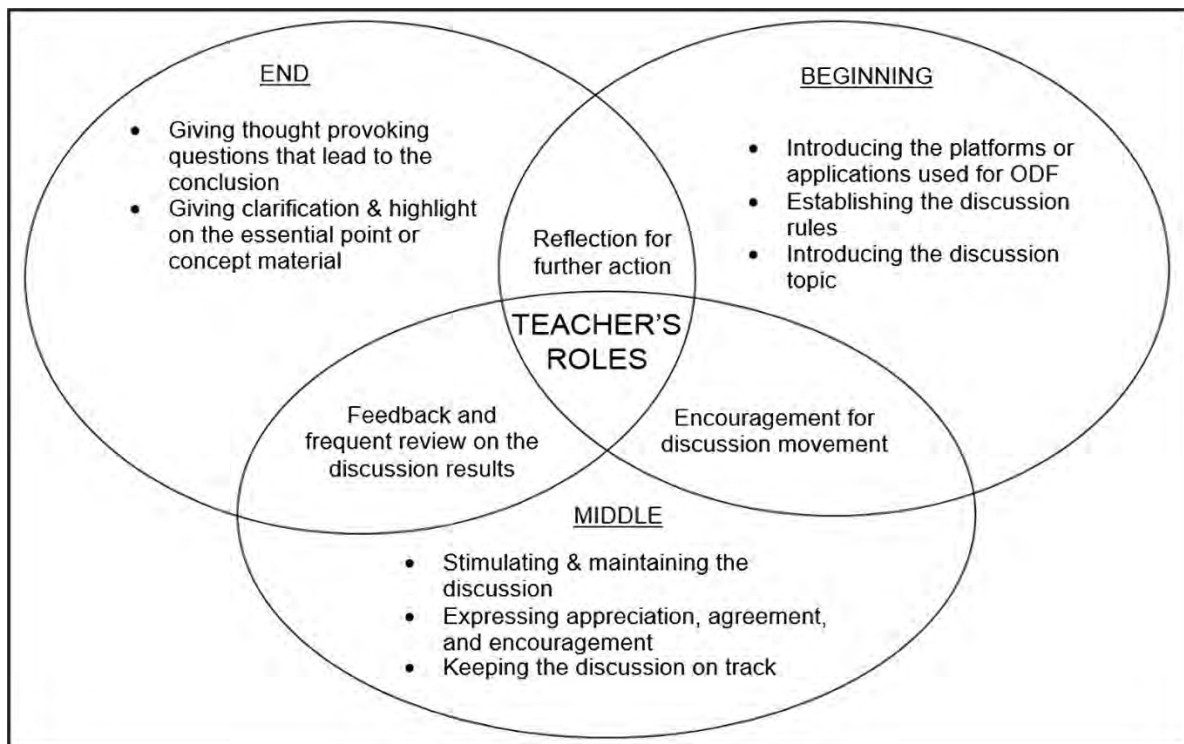 END
• Giving thought provoking
questions that lead to the
conclusion
• Giving clarification & highlight
on the essential point or
concept material
BEGINNING
• Introducing the platforms or
applications used for ODF
• Establishing the discussion
rules
• Introducing the discussion
topic
Reflection for
further action
TEACHER'S
ROLES
Feedback and
frequent review on the
discussion results
Encouragement for
discussion movement
MIDDLE
• Stimulating & maintaining the
discussion
• Expressing appreciation, agreement,
and encouragement
• Keeping the discussion on track